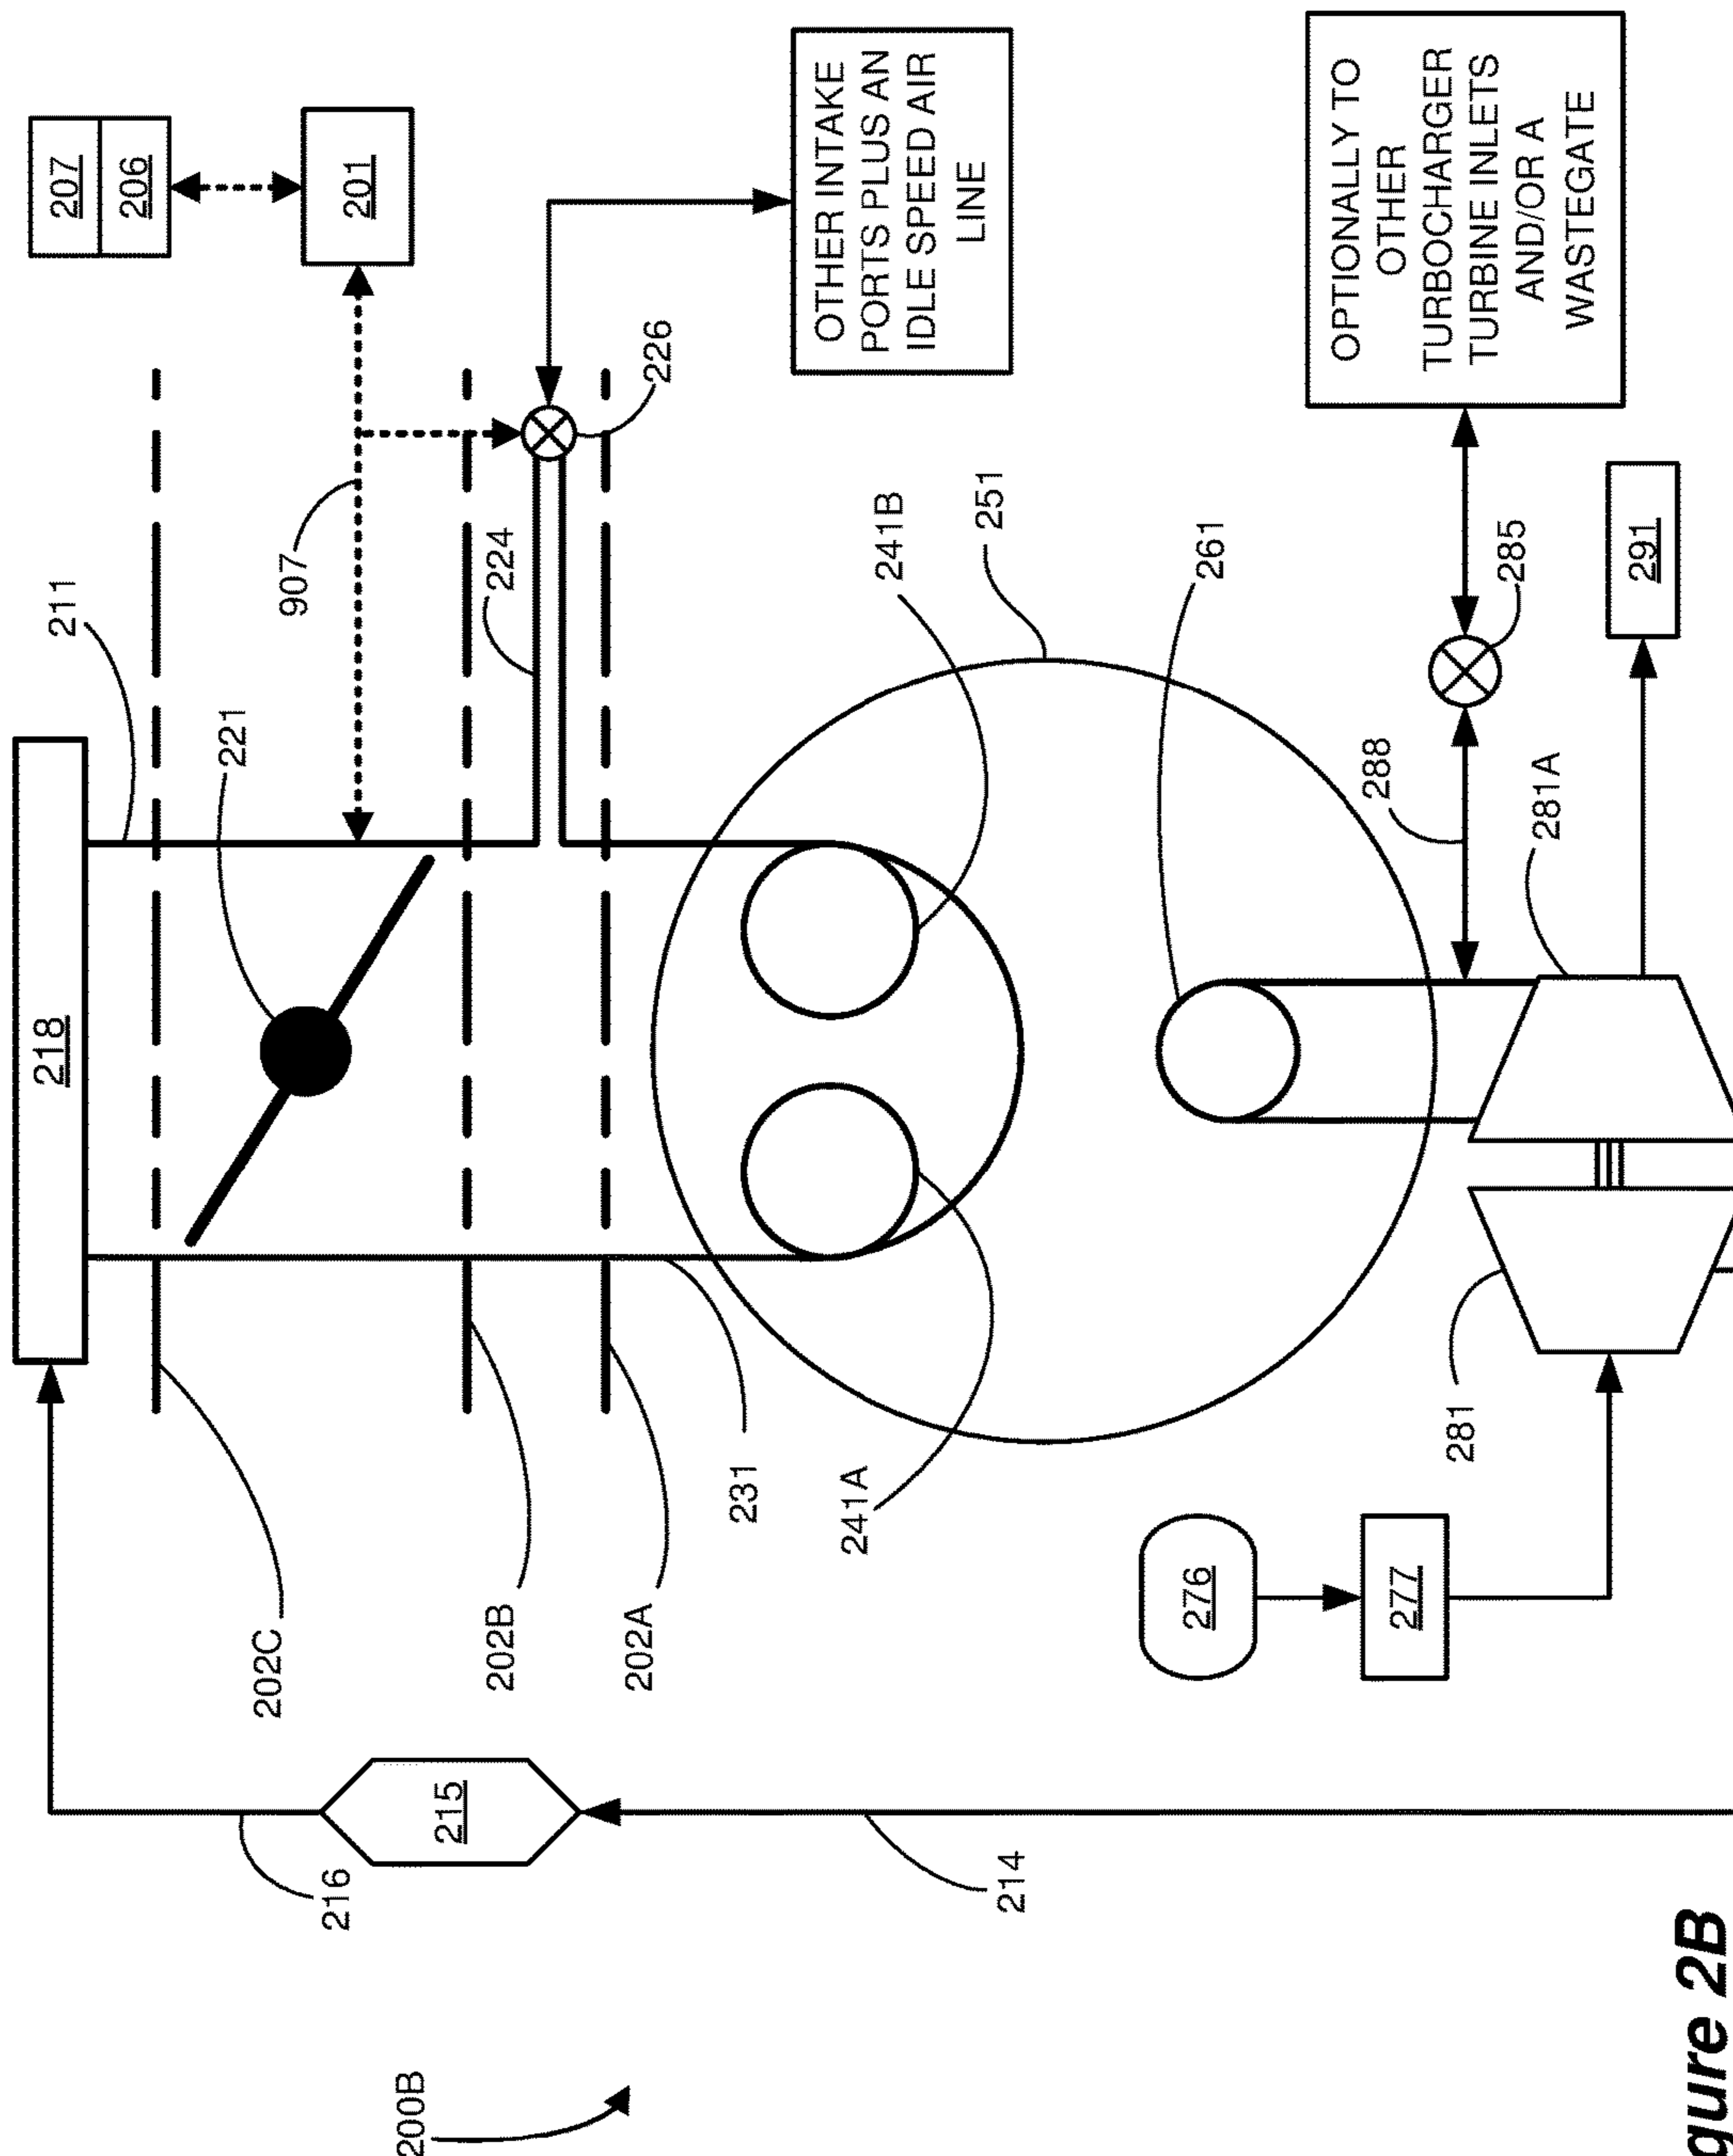 218
211
207
206
221
202C
907
216
201
200B
215
202B
224
202A
226
231
OTHER INTAKE
PORTS PLUS AN
IDLE SPEED AIR
LINE
241A
241B
251
214
276
261
OPTIONALLY TO
OTHER
TURBOCHARGER
TURBINE INLETS
AND/OR A
WASTEGATE
288
277
281
285
281A
291
gure 2B